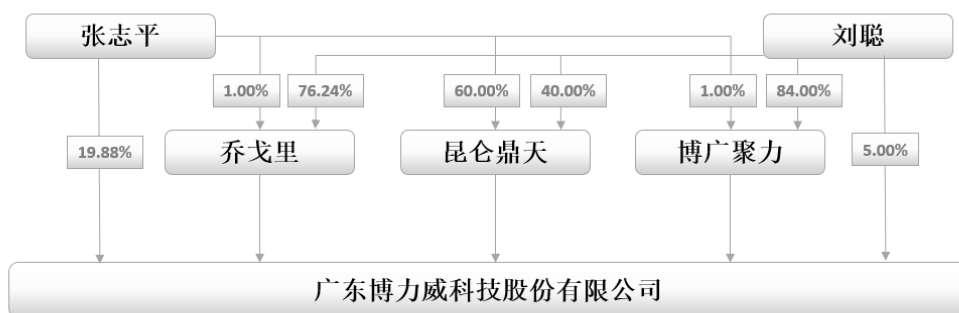 张志平
刘聪
1.00%
76.24%
60.00%
40.00%
1.00%
84.00%
19.88%
乔戈里
昆仑鼎天
博广聚力
5.00%
广东博力威科技股份有限公司